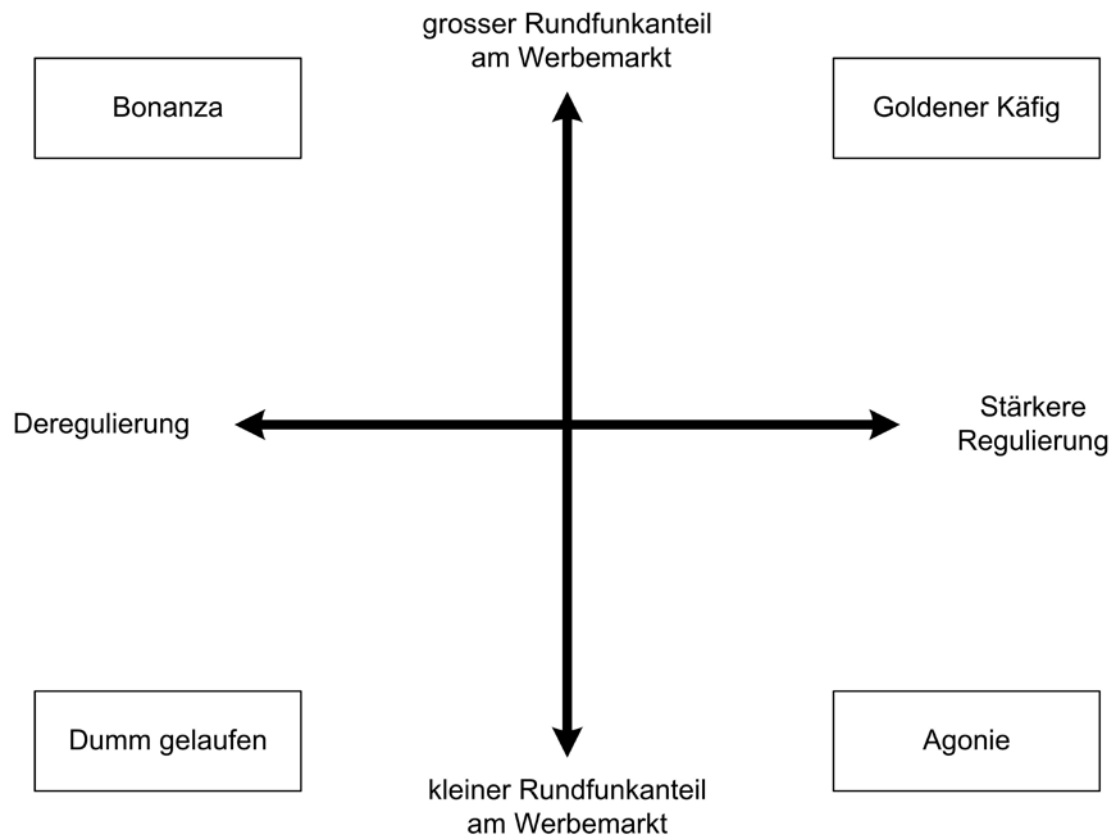 grosser Rundfunkanteil
am Werbemarkt
Bonanza
Goldener Käfig
Deregulierung
Stärkere
Regulierung
Dumm gelaufen
Agonie
kleiner Rundfunkanteil
am Werbemarkt